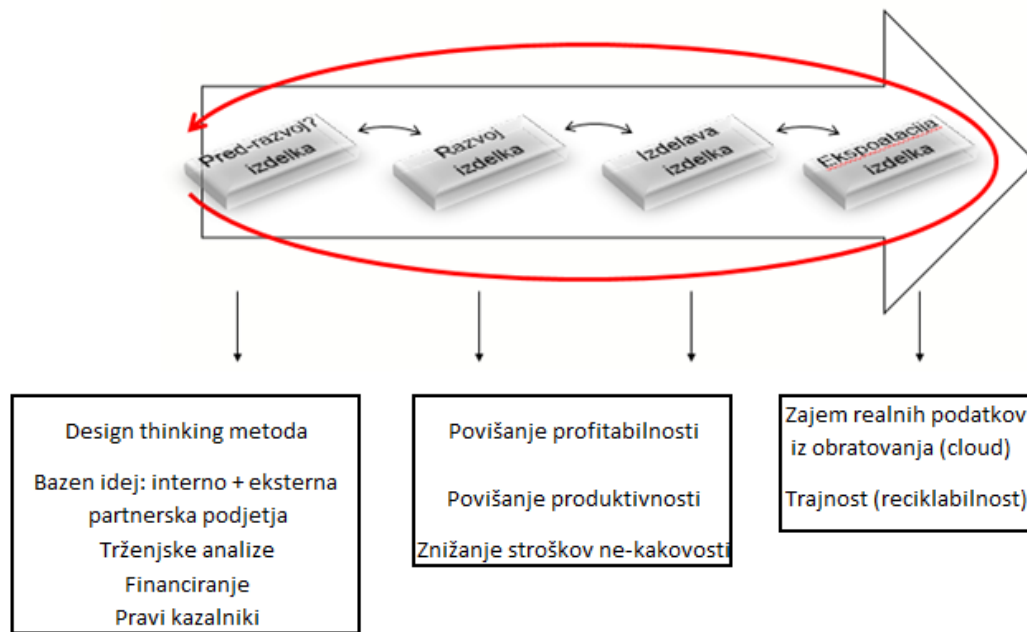 Pred-razvoj?
izdelka
Razvoj
izdelka
Izdelava
izdelka
Ekspoatacija
izdelka
Design thinking metoda
Bazen idej: interno + eksterna
partnerska podjetja
Trženjske analize
Financiranje
Pravi kazalniki
Povišanje profitabilnosti
Povišanje produktivnosti
Znižanje stroškov ne-kakovosti
Zajem realnih podatkov
iz obratovanja (cloud)
Trajnost (reciklabilnost)